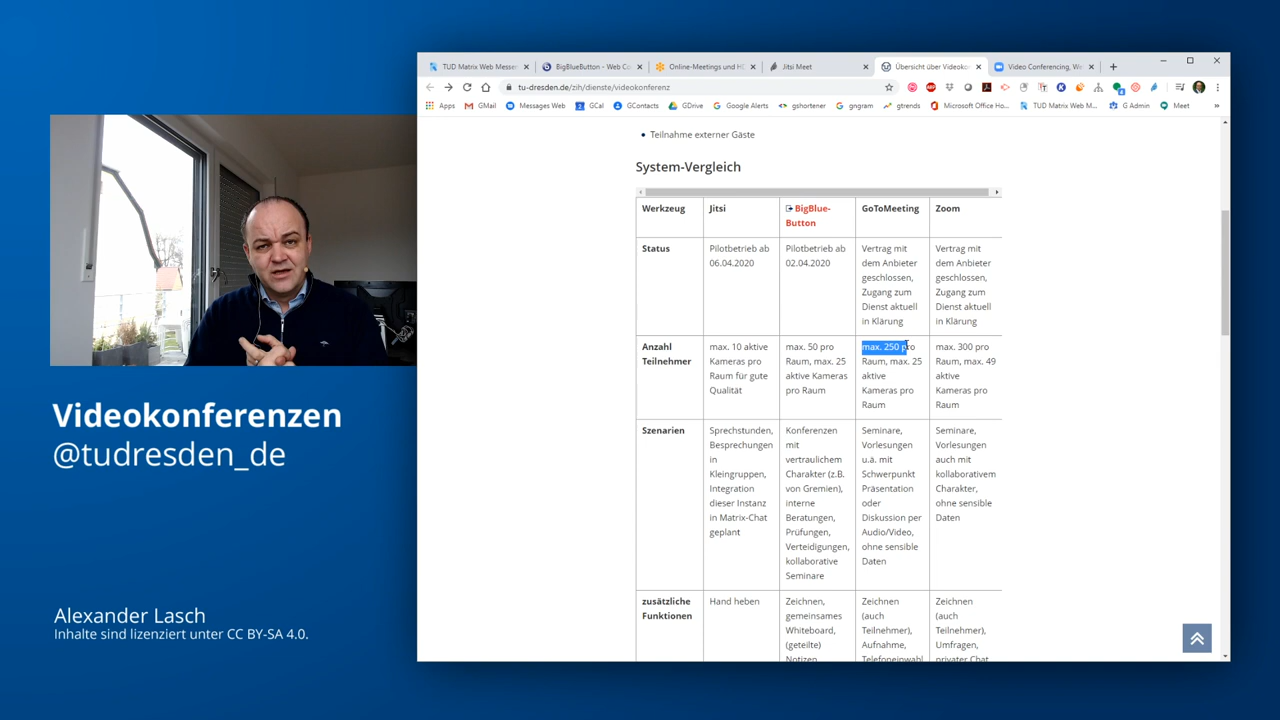 TUD Matrix Web Messen
BigBlueButton - Web Co
Online-Meetings und HD
Jitsi Meet
Übersicht über Videokon
Video Conferencing, We
tu-dresden.de/zih/dienste/videokonferenz
Apps
GMail
Messages Web
GCal
GContacts
GDrive
Google Alerts
gshortener
gngram
gtrends
Microsoft Office Ho...
TUD Matrix Web M...
G Admin
Meet
Teilnahme externer Gäste
System-Vergleich
Werkzeug
Jitsi
BigBlue-
Button
GoToMeeting
Zoom
Status
Pilotbetrieb ab
06.04.2020
Pilotbetrieb ab
02.04.2020
Vertrag mit
dem Anbieter
geschlossen,
Zugang zum
Dienst aktuell
in Klärung
Vertrag mit
dem Anbieter
geschlossen,
Zugang zum
Dienst aktuell
in Klärung
Anzahl
Teilnehmer
max. 10 aktive
Kameras pro
Raum für gute
Qualität
max. 50 pro
Raum, max. 25
aktive Kameras
pro Raum
max. 250 pro
Raum, max. 25
aktive
Kameras pro
Raum
max. 300 pro
Raum, max. 49
aktive
Kameras pro
Raum
Szenarien
Sprechstunden,
Besprechungen
in
Kleingruppen,
Integration
dieser Instanz
in Matrix-Chat
geplant
Konferenzen
mit
vertraulichem
Charakter (z.B.
von Gremien),
interne
Beratungen,
Prüfungen,
Verteidigungen,
kollaborative
Seminare
Seminare,
Vorlesungen
u.ä. mit
Schwerpunkt
Präsentation
oder
Diskussion per
Audio/Video,
ohne sensible
Daten
Seminare,
Vorlesungen
auch mit
kollaborativem
Charakter,
ohne sensible
Daten
zusätzliche
Funktionen
Hand heben
Zeichnen,
gemeinsames
Whiteboard,
(geteilte)
Notizen
Zeichnen
(auch
Teilnehmer),
Aufnahme,
Telefoneinwahl
Zeichnen
(auch
Teilnehmer),
Umfragen,
privater Chat
Videokonferenzen
@tudresden_de
Alexander Lasch
Inhalte sind lizenziert unter CC BY-SA 4.0.